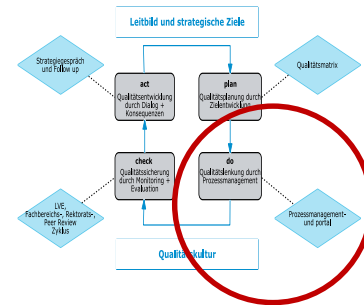 Leitbild und strategische Ziele
Strategiegespräch
und Follow up
act
Qualitätsentwicklung
durch Dialog +
Konsequenzen
plan
Qualitätsplanung durch
Zielentwicklung
Qualitätsmatrix
check
Qualitätssicherung
durch Monitoring +
Evaluation
do
Qualitätslenkung durch
Prozessmanagement
LVE,
Fachbereichs-, Rektorats-,
Peer Review
Zyklus
Prozessmanagement-
und portal
Qualitätskultur